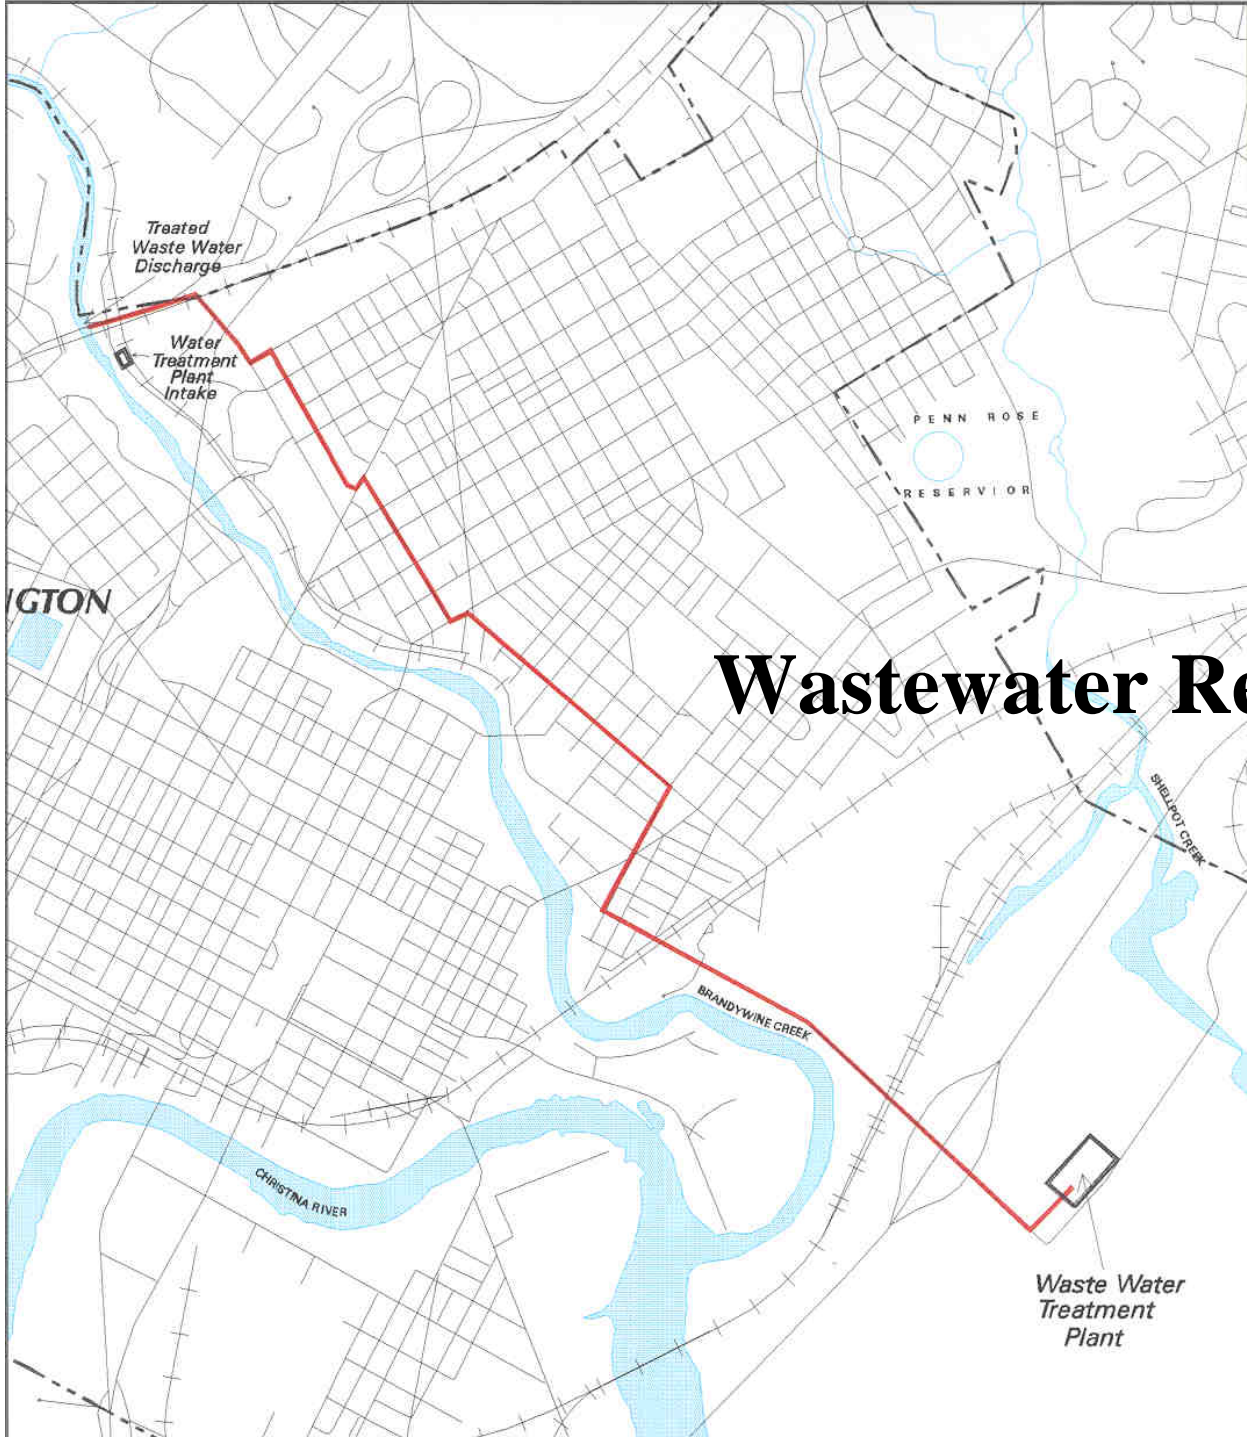 Treated
Waste Water
Discharge
Water
Treatment
Plant
Intake
PENN ROSE
RESERVIOR
IGTON
Wastewater Re
SHELLPOT CREEK
BRANDYWINE CREEK
CHRISTINA RIVER
Waste Water
Treatment
Plant